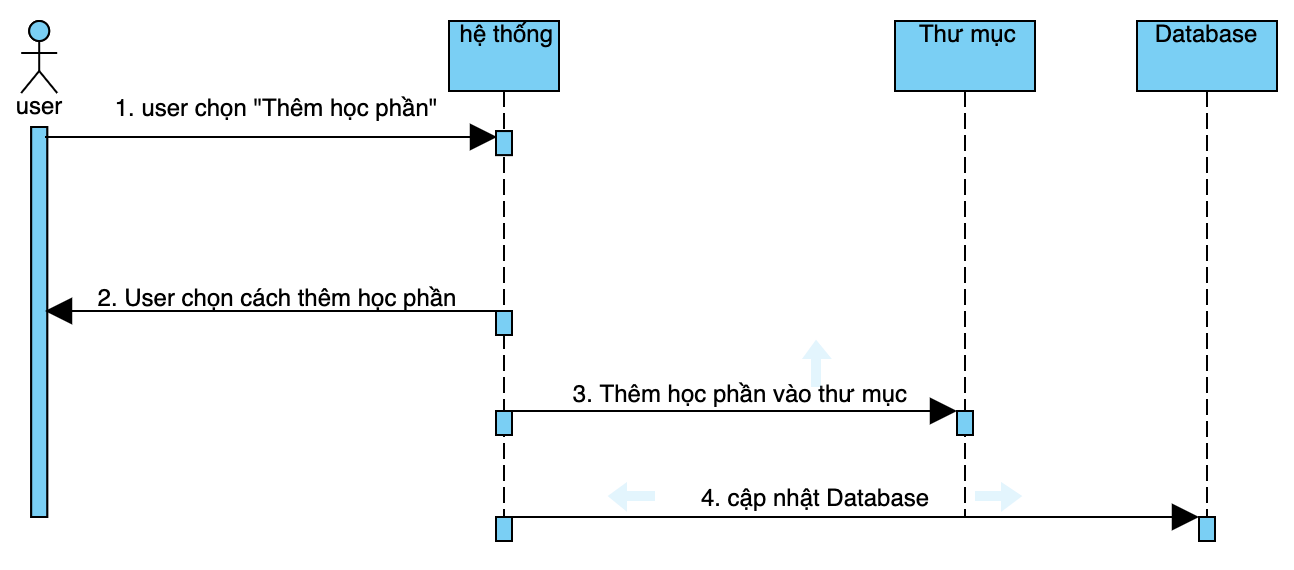 hệ thống
Thư mục
Database
user
1. user chọn "Thêm học phần"
2. User chọn cách thêm học phần
3. Thêm học phần vào thư mục
4. cập nhật Database